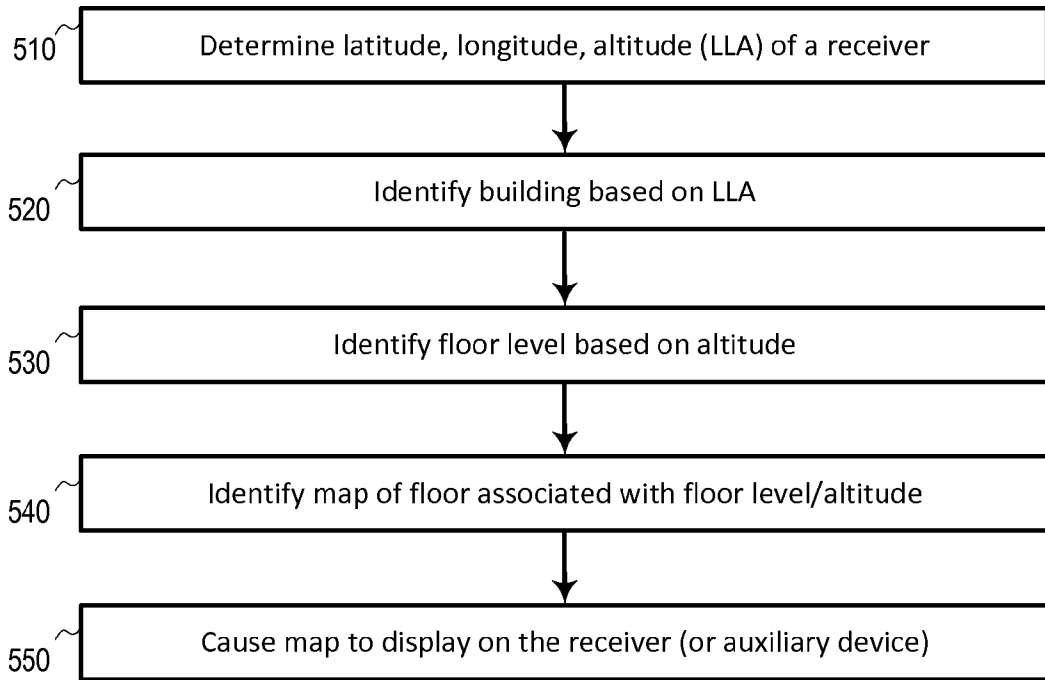 510
Determine latitude, longitude, altitude (LLA) of a receiver
520
Identify building based on LLA
530
Identify floor level based on altitude
540
Identify map of floor associated with floor level/altitude
550
Cause map to display on the receiver (or auxiliary device)